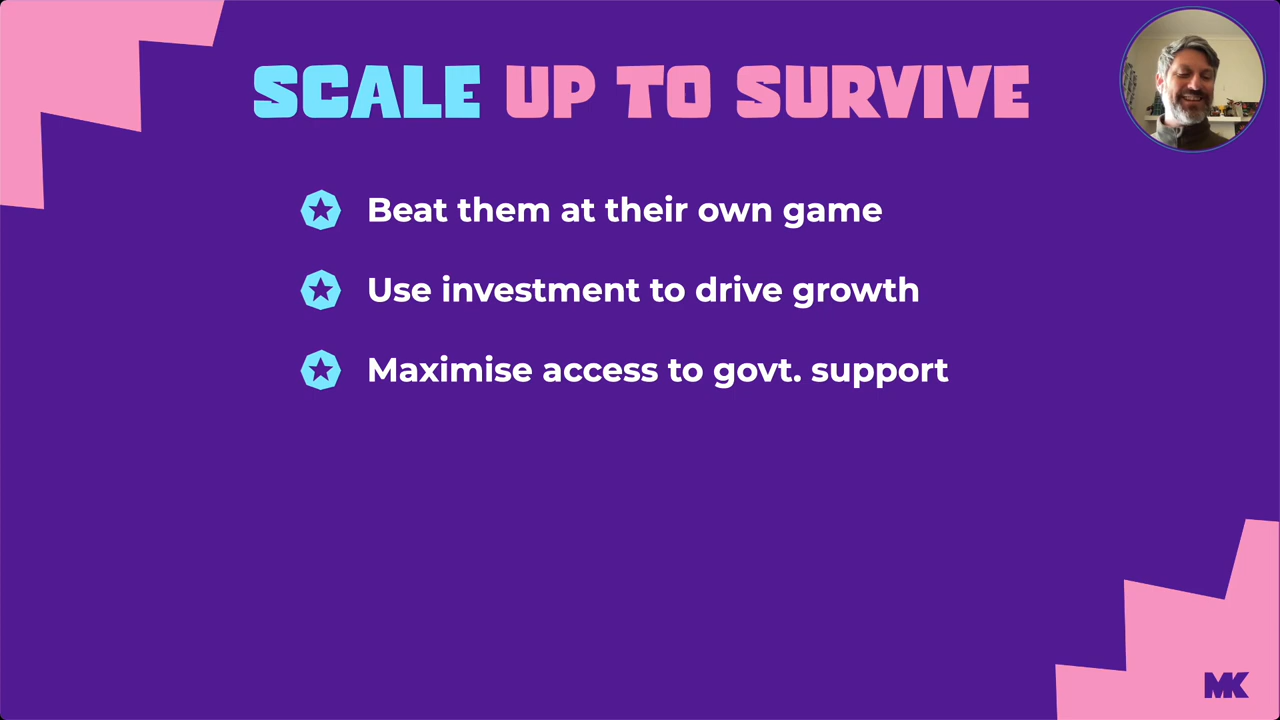 SCALE UP TO SURVIVE
Beat them at their own game
Use investment to drive growth
Maximise access to govt. support
MK